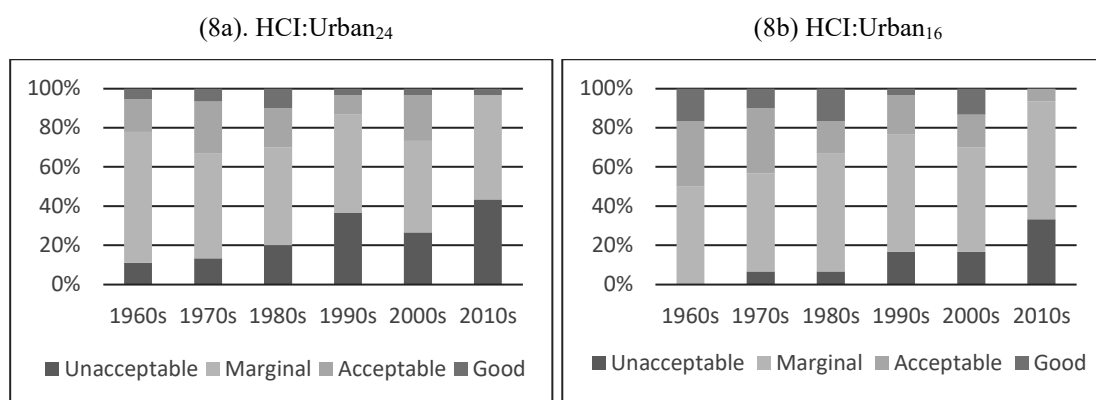 (8a). HCI:Urban₂₄
100%
80%
60%
40%
20%
0%
1960s 1970s 1980s 1990s 2000s 2010s
Unacceptable Marginal Acceptable Good
(8b) HCI:Urban₁₆
100%
80%
60%
40%
20%
0%
1960s 1970s 1980s 1990s 2000s 2010s
Unacceptable Marginal Acceptable Good